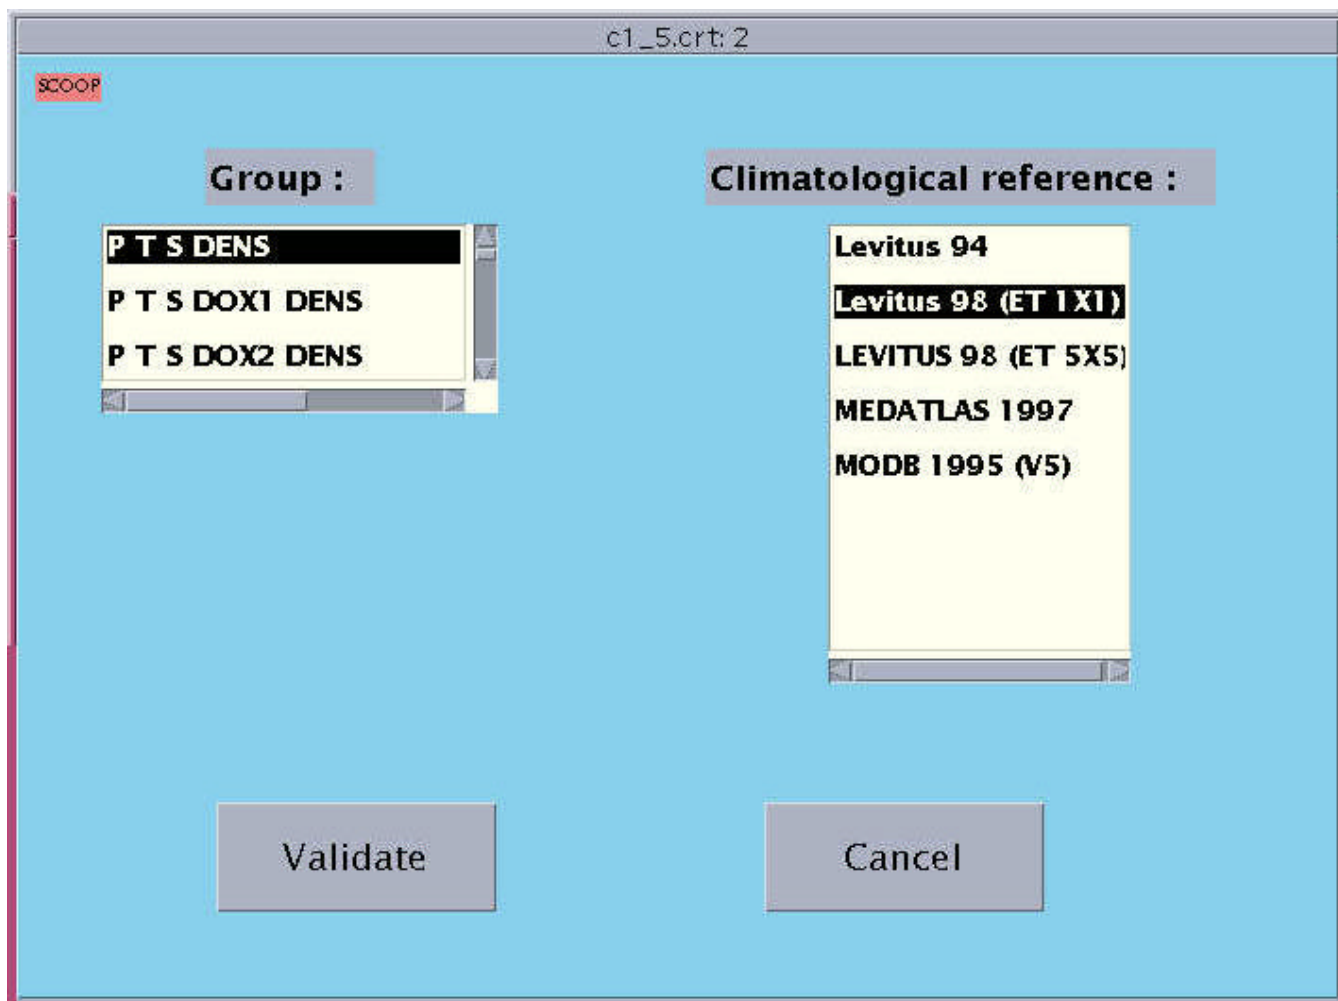 c1_5.crt: 2
SCOOP
Group :
Climatological reference :
P T S DENS
P T S DOX1 DENS
P T S DOX2 DENS
Levitus 94
Levitus 98 (ET 1X1)
LEVITUS 98 (ET 5X5)
MEDATLAS 1997
MODB 1995 (V5)
Validate
Cancel